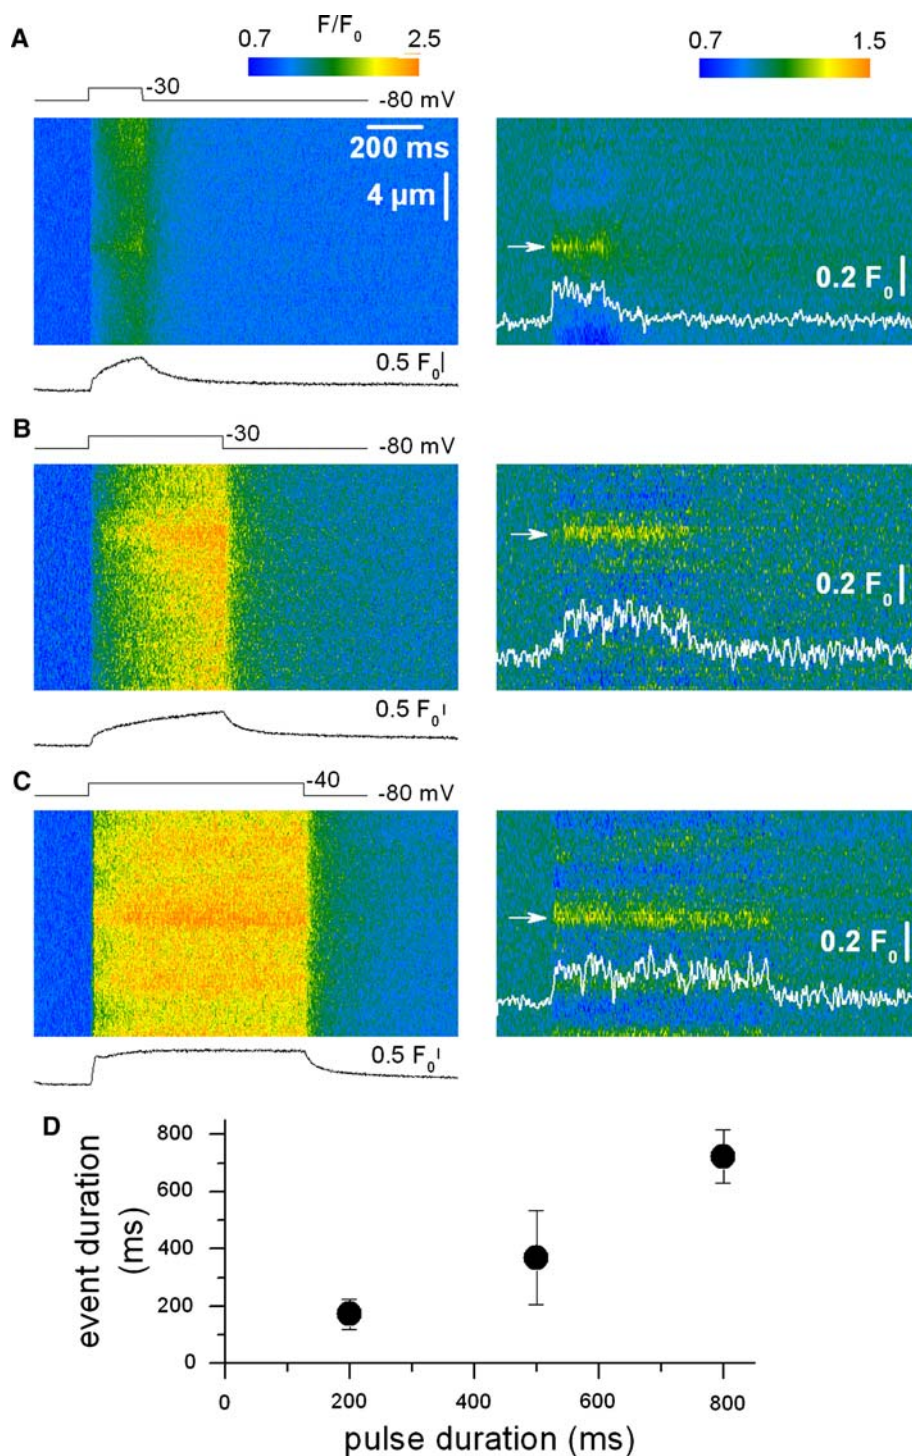 A
F/F0
0.7 2.5
0.7 1.5
-30
-80 mV
200 ms
4 μm
0.2 F0
0.5 F0
B
-30
-80 mV
0.2 F0
0.5 F0
C
-40
-80 mV
0.2 F0
0.5 F0
D
event duration
(ms)
800
600
400
200
0
0 200 400 600 800
pulse duration (ms)